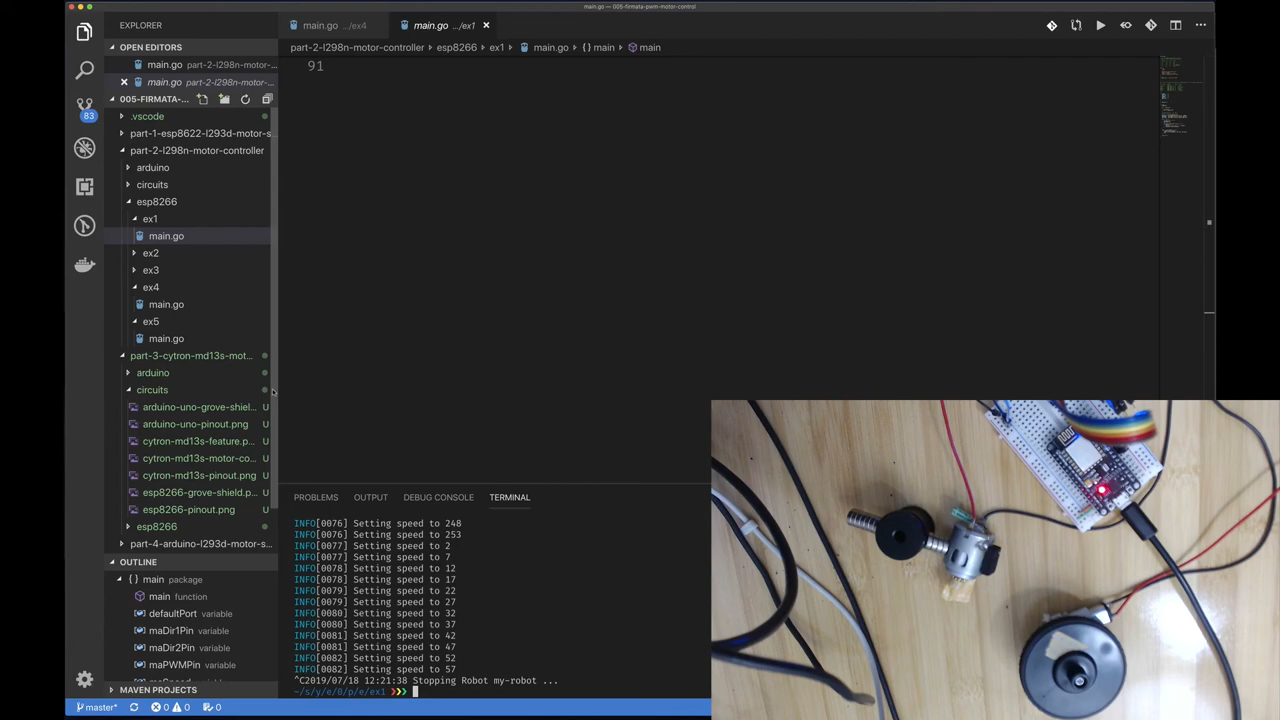 main.go — 005-firmata-pwm-motor-control
EXPLORER
main.go .../ex4
main.go .../ex1
OPEN EDITORS
main.go part-2-l298n-motor-...
main.go part-2-l298n-motor-...
005-FIRMATA-...
.vscode
part-1-esp8622-l293d-motor-s...
part-2-l298n-motor-controller
arduino
circuits
esp8266
ex1
main.go
ex2
ex3
ex4
main.go
ex5
main.go
part-3-cytron-md13s-mot...
arduino
circuits
arduino-uno-grove-shiel... U
arduino-uno-pinout.png U
cytron-md13s-feature.p... U
cytron-md13s-motor-co... U
cytron-md13s-pinout.png U
esp8266-grove-shield.p... U
esp8266-pinout.png U
esp8266
part-4-arduino-l293d-motor-s...
OUTLINE
{ } main package
main function
defaultPort variable
maDir1Pin variable
maDir2Pin variable
maPWMPin variable
MAVEN PROJECTS
83
part-2-l298n-motor-controller esp8266 ex1 main.go { } main main
91
PROBLEMS OUTPUT DEBUG CONSOLE TERMINAL
INFO[0076] Setting speed to 248
INFO[0076] Setting speed to 253
INFO[0077] Setting speed to 2
INFO[0077] Setting speed to 7
INFO[0078] Setting speed to 12
INFO[0078] Setting speed to 17
INFO[0079] Setting speed to 22
INFO[0079] Setting speed to 27
INFO[0080] Setting speed to 32
INFO[0080] Setting speed to 37
INFO[0081] Setting speed to 42
INFO[0081] Setting speed to 47
INFO[0082] Setting speed to 52
INFO[0082] Setting speed to 57
^C2019/07/18 12:21:38 Stopping Robot my-robot ...
~/s/y/e/0/p/e/ex1 ❯❯❯
master* 0 0 0